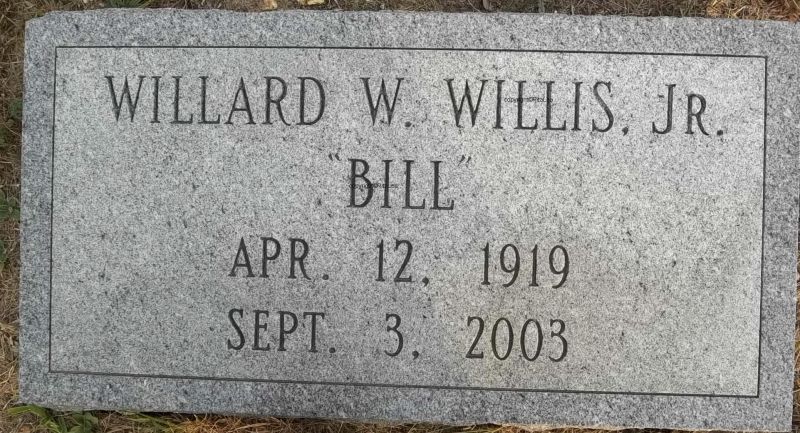 WILLARD W. WILLIS, JR.
"BILL"
APR. 12, 1919
SEPT. 3, 2003